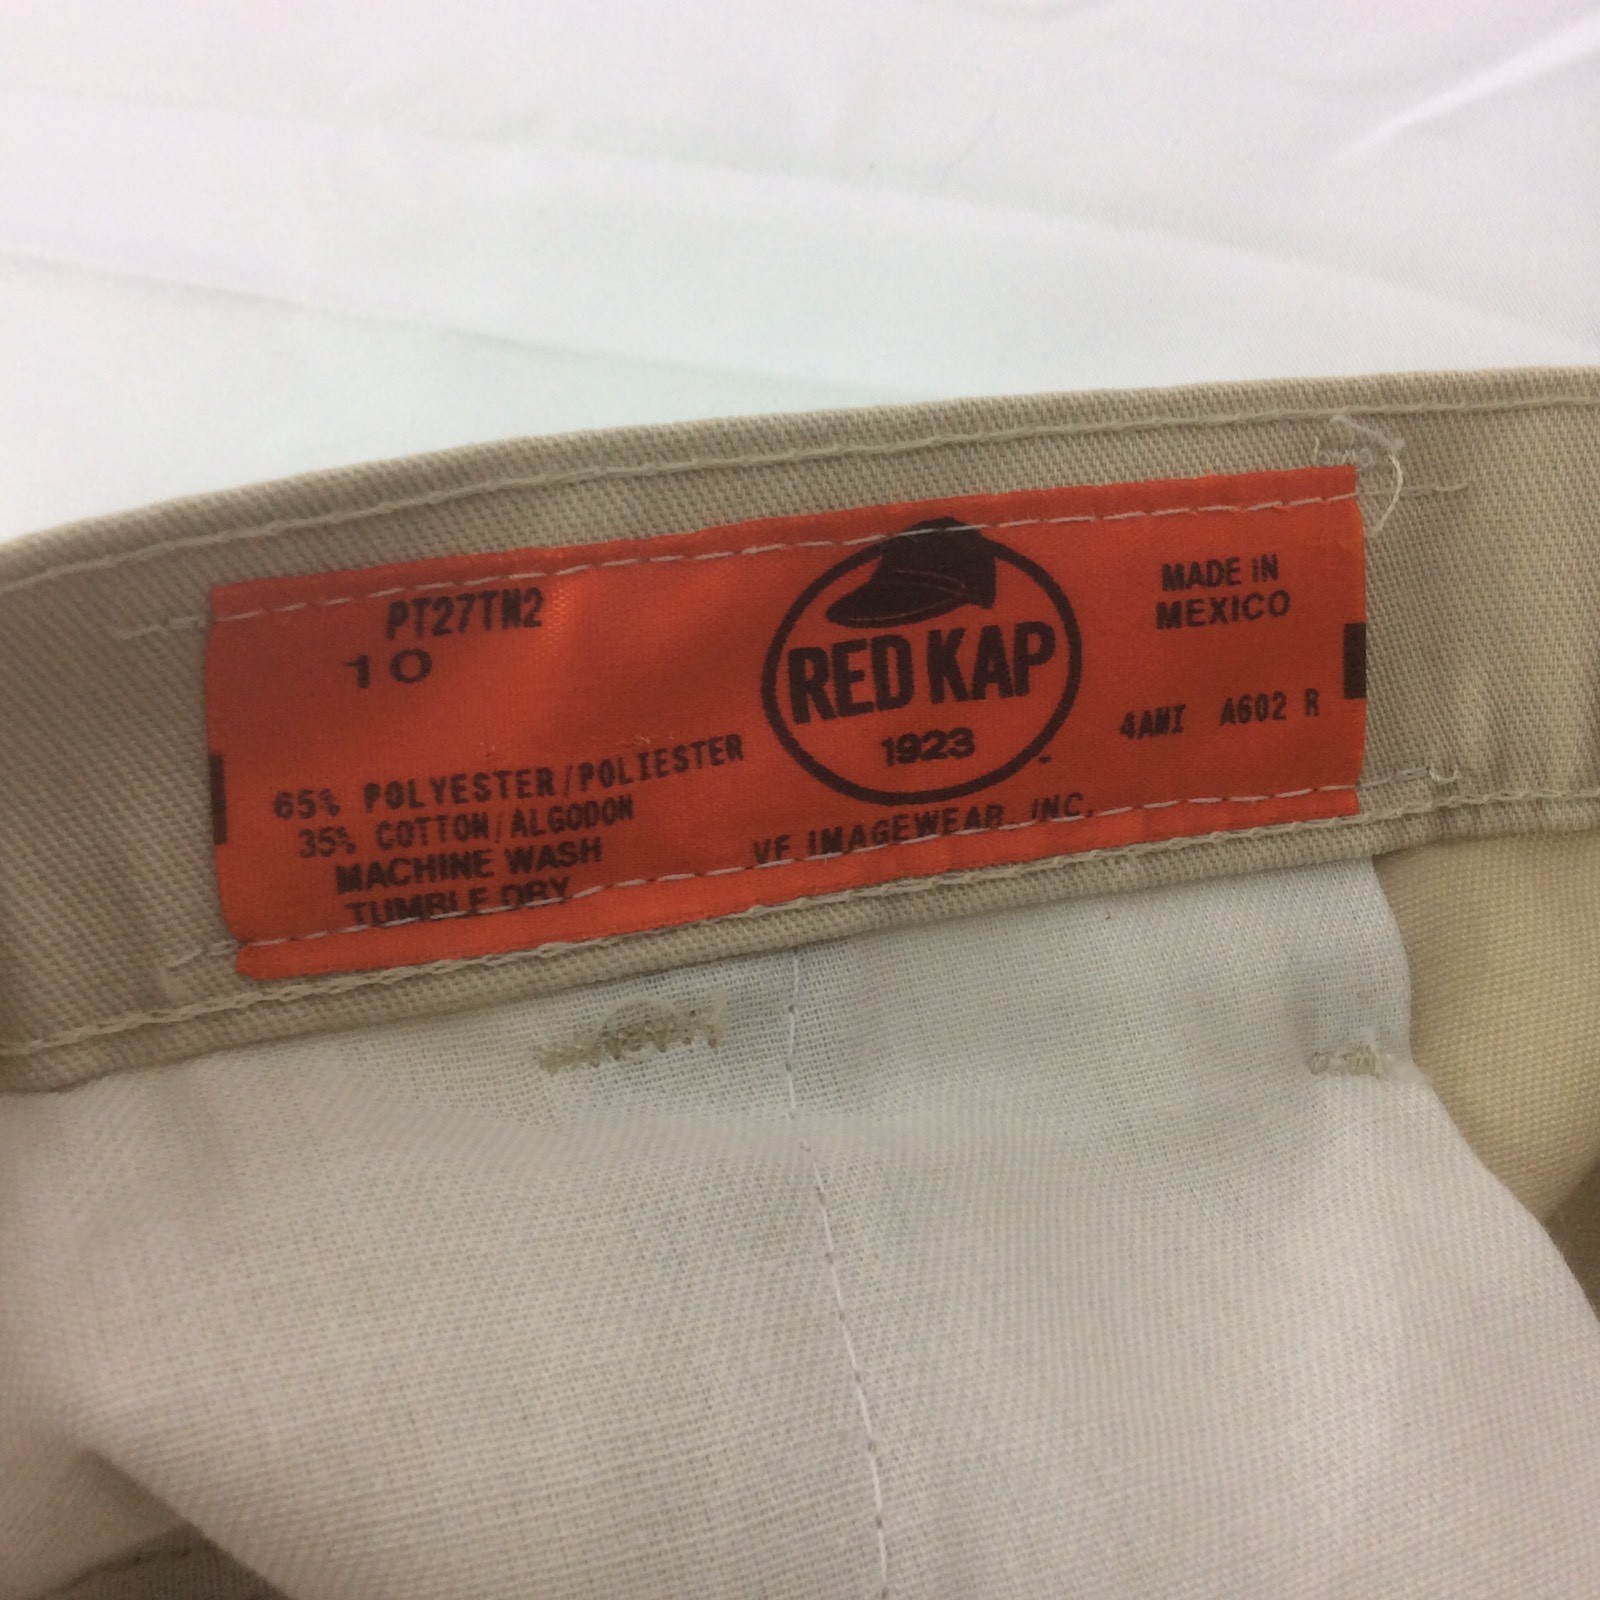 PT27TN2
10
65% POLYESTER/POLIESTER
35% COTTON/ALGODON
MACHINE WASH
TUMBLE DRY
RED KAP
1923
VF IMAGEWEAR, INC.
MADE IN
MEXICO
4AMI A602 R